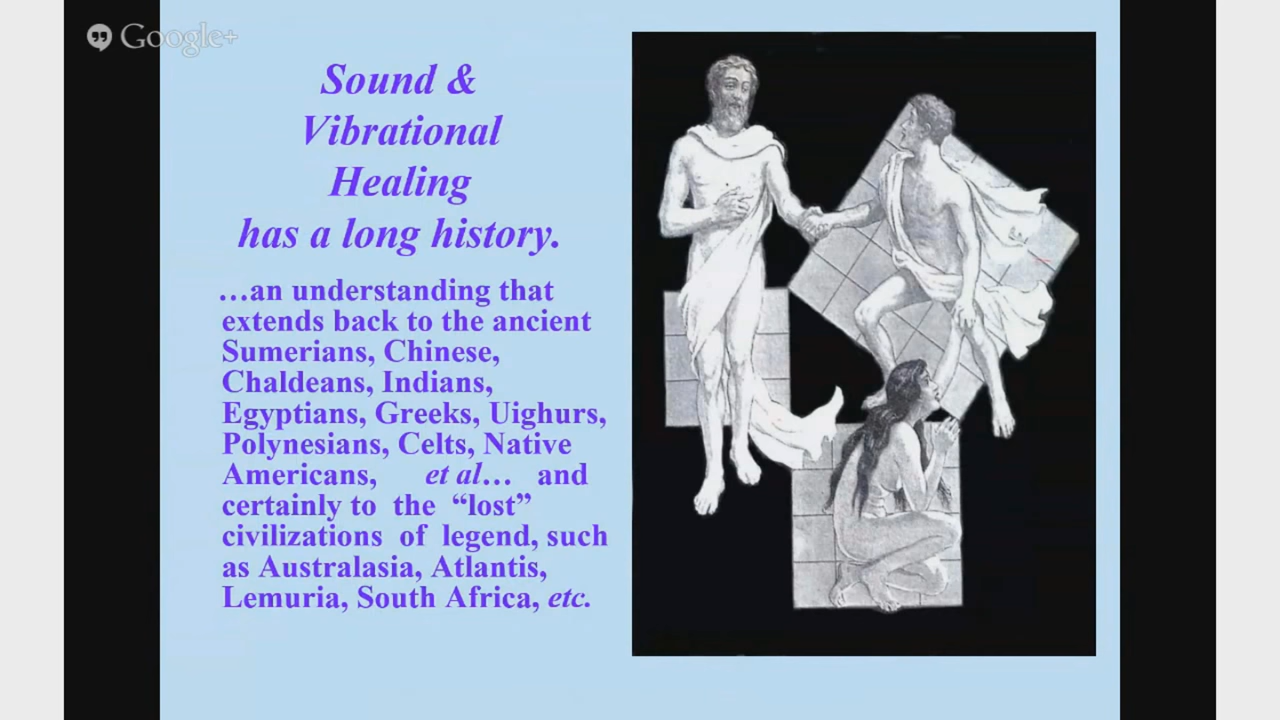 Google+
Sound &
Vibrational
Healing
has a long history.
…an understanding that
extends back to the ancient
Sumerians, Chinese,
Chaldeans, Indians,
Egyptians, Greeks, Uighurs,
Polynesians, Celts, Native
Americans, et al… and
certainly to the “lost”
civilizations of legend, such
as Australasia, Atlantis,
Lemuria, South Africa, etc.